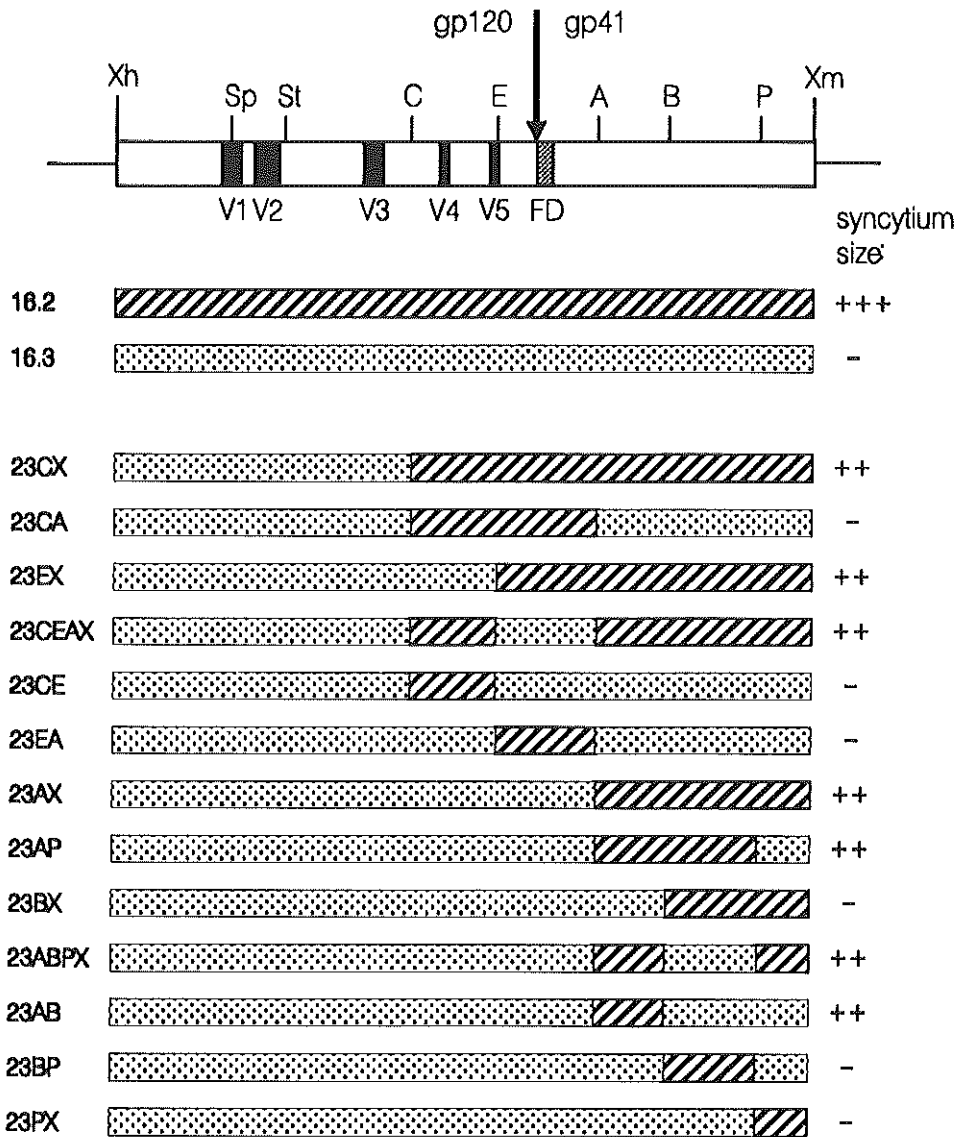 gp120 gp41
Xh Sp St C E A B P Xm
V1 V2 V3 V4 V5 FD
syncytium
size
16.2 +++
16.3 -
23CX ++
23CA -
23EX ++
23CEAX ++
23CE -
23EA -
23AX ++
23AP ++
23BX -
23ABPX ++
23AB ++
23BP -
23PX -